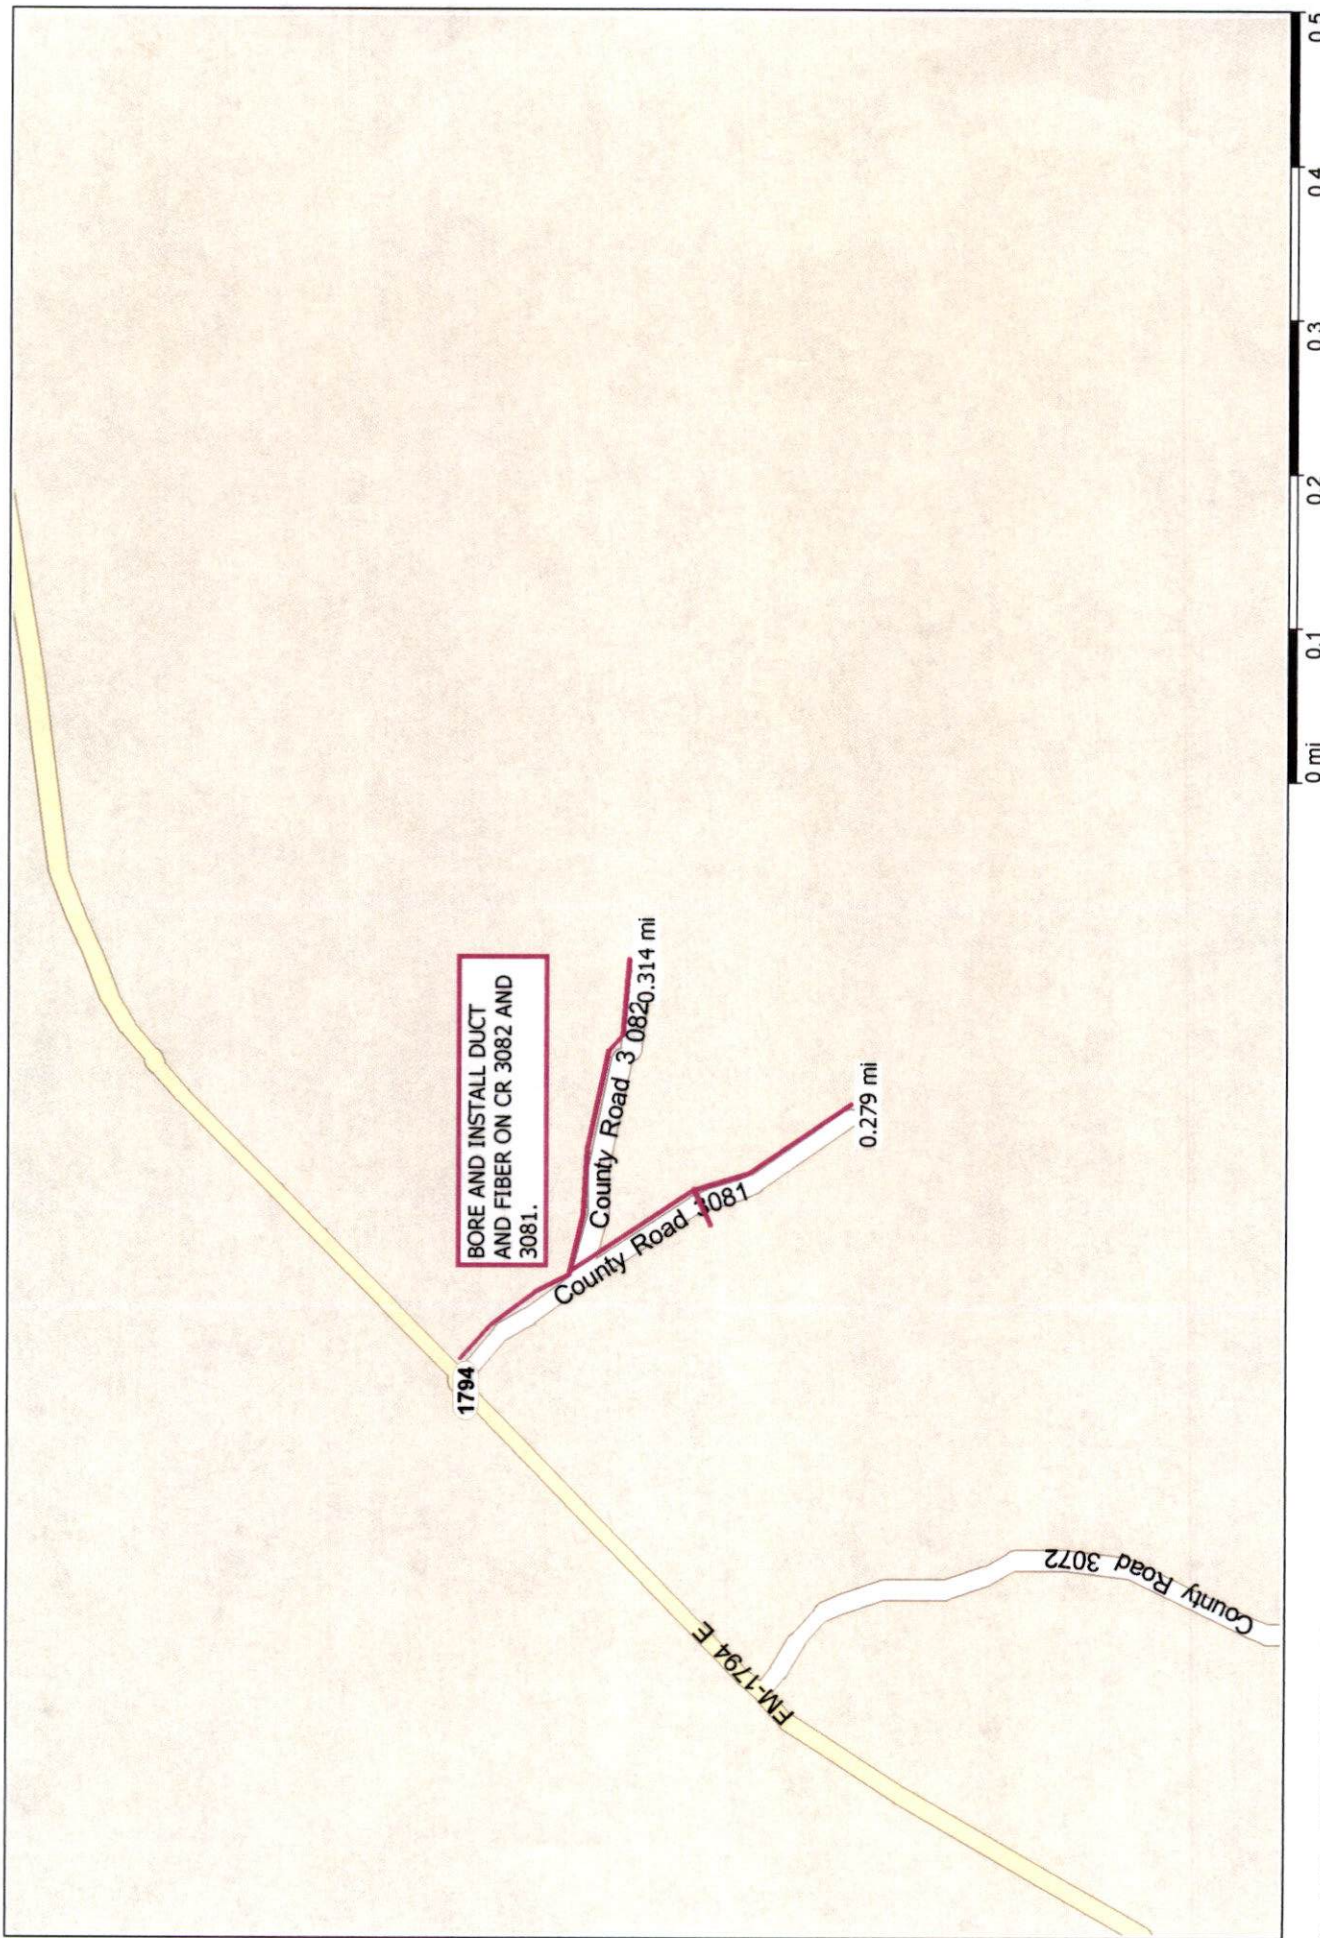 BORE AND INSTALL DUCT
AND FIBER ON CR 3082 AND
3081.
1794
County Road 3 082
0.314 mi
County Road 3081
0.279 mi
FM-1794 E
County Road 3072
0 mi
0.1
0.2
0.3
0.4
0.5